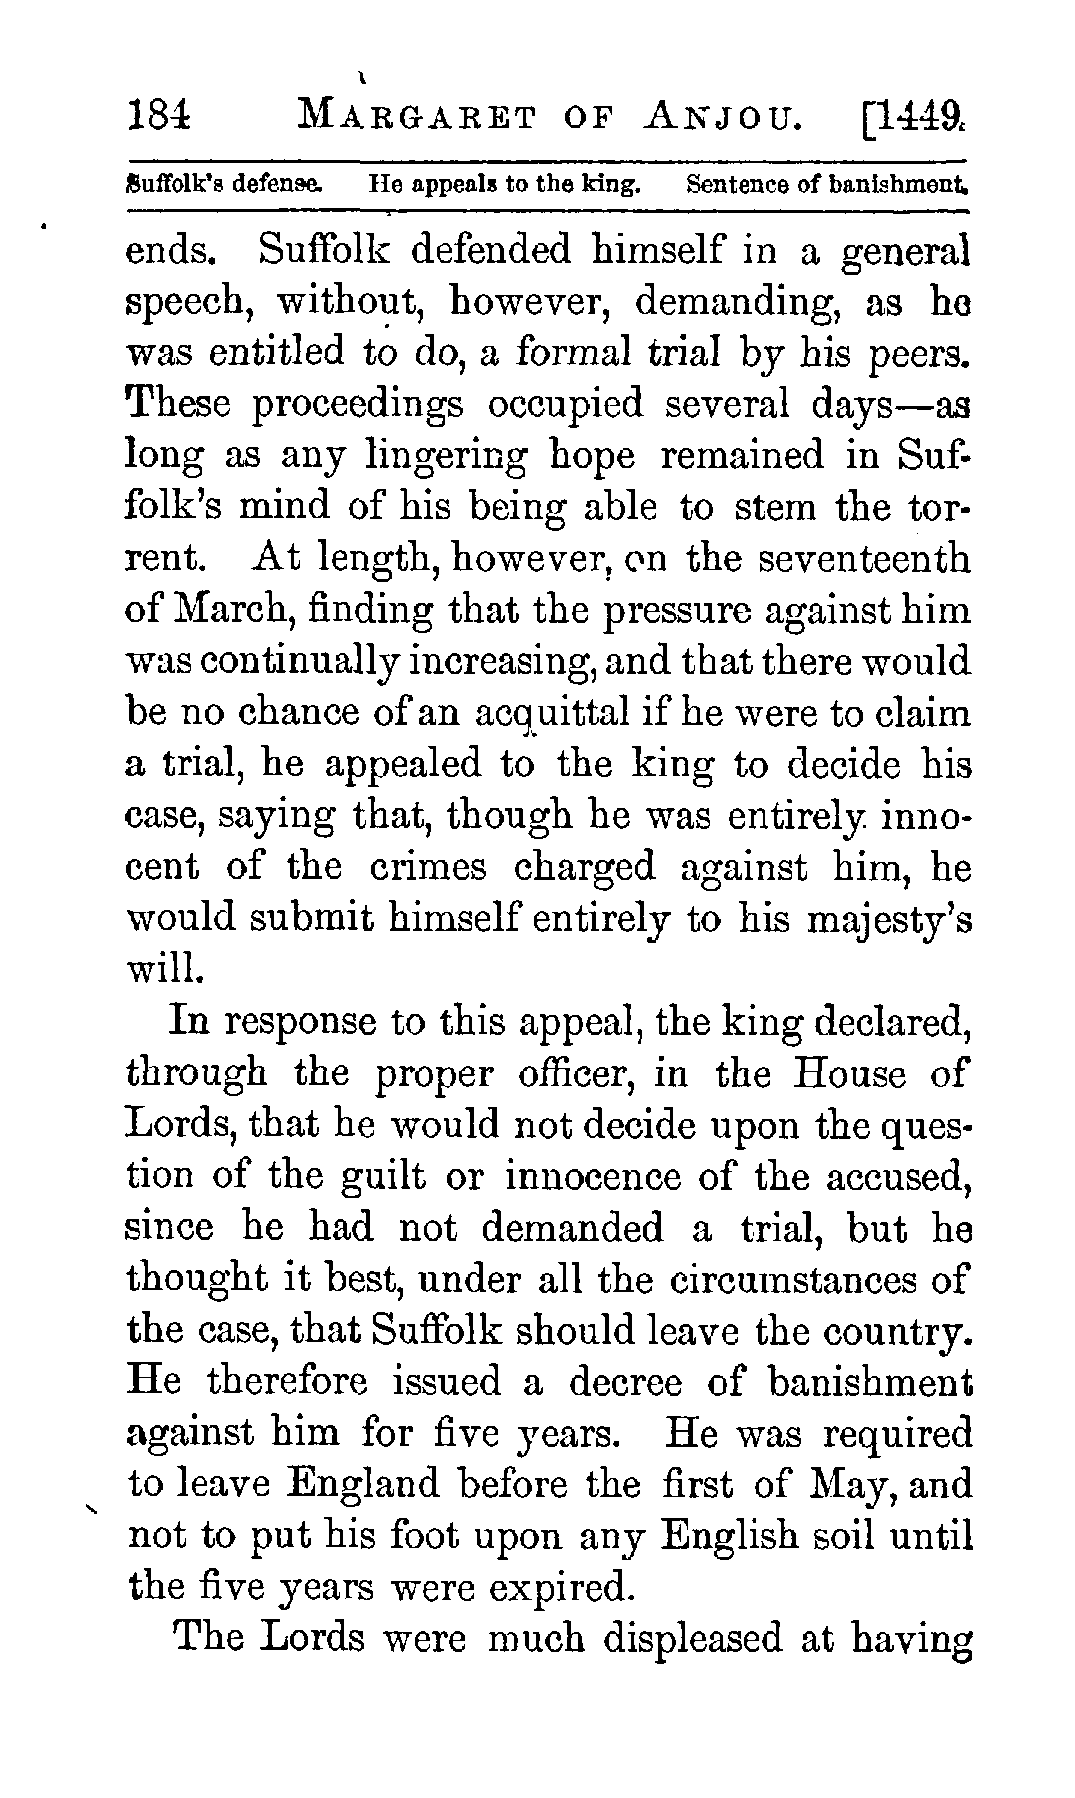 184 MARGARET OF ANJOU. [1449.
Suffolk's defense. He appeals to the king. Sentence of banishment.
ends. Suffolk defended himself in a general
speech, without, however, demanding, as he
was entitled to do, a formal trial by his peers.
These proceedings occupied several days—as
long as any lingering hope remained in Suf-
folk's mind of his being able to stem the tor-
rent. At length, however, on the seventeenth
of March, finding that the pressure against him
was continually increasing, and that there would
be no chance of an acquittal if he were to claim
a trial, he appealed to the king to decide his
case, saying that, though he was entirely inno-
cent of the crimes charged against him, he
would submit himself entirely to his majesty's
will.
In response to this appeal, the king declared,
through the proper officer, in the House of
Lords, that he would not decide upon the ques-
tion of the guilt or innocence of the accused,
since he had not demanded a trial, but he
thought it best, under all the circumstances of
the case, that Suffolk should leave the country.
He therefore issued a decree of banishment
against him for five years. He was required
to leave England before the first of May, and
not to put his foot upon any English soil until
the five years were expired.
The Lords were much displeased at having